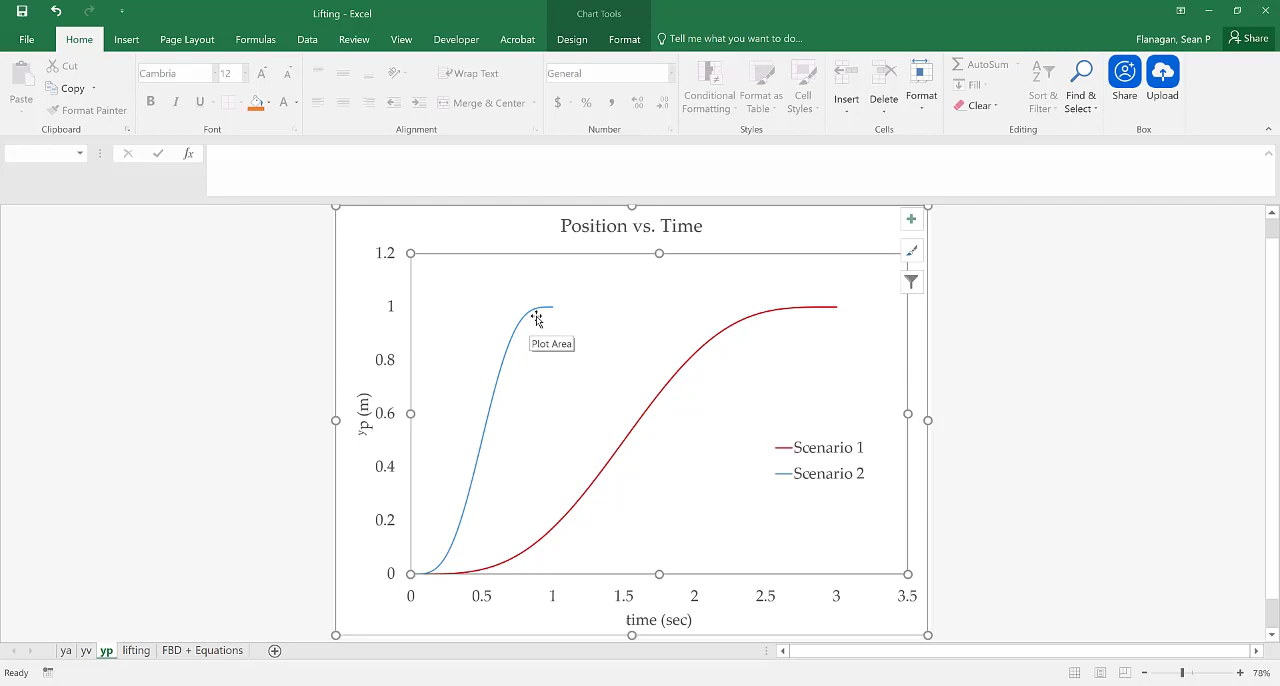 Lifting - Excel
Chart Tools
File Home Insert Page Layout Formulas Data Review View Developer Acrobat Design Format Tell me what you want to do... Flanagan, Sean P Share
Paste
Cut
Copy
Format Painter
Clipboard
Cambria 12 A A
B I U A
Font
Wrap Text
Merge & Center
Alignment
General
$ % , .0 .00
Number
Conditional Formatting
Format as Table
Cell Styles
Styles
Insert Delete Format
Cells
AutoSum
Fill
Clear
Sort & Filter
Find & Select
Editing
Share Upload
Box
fx
Position vs. Time
1.2
1
0.8
0.6
0.4
0.2
0
yp (m)
Plot Area
Scenario 1
Scenario 2
0 0.5 1 1.5 2 2.5 3 3.5
time (sec)
ya yv yp lifting FBD + Equations
Ready
78%